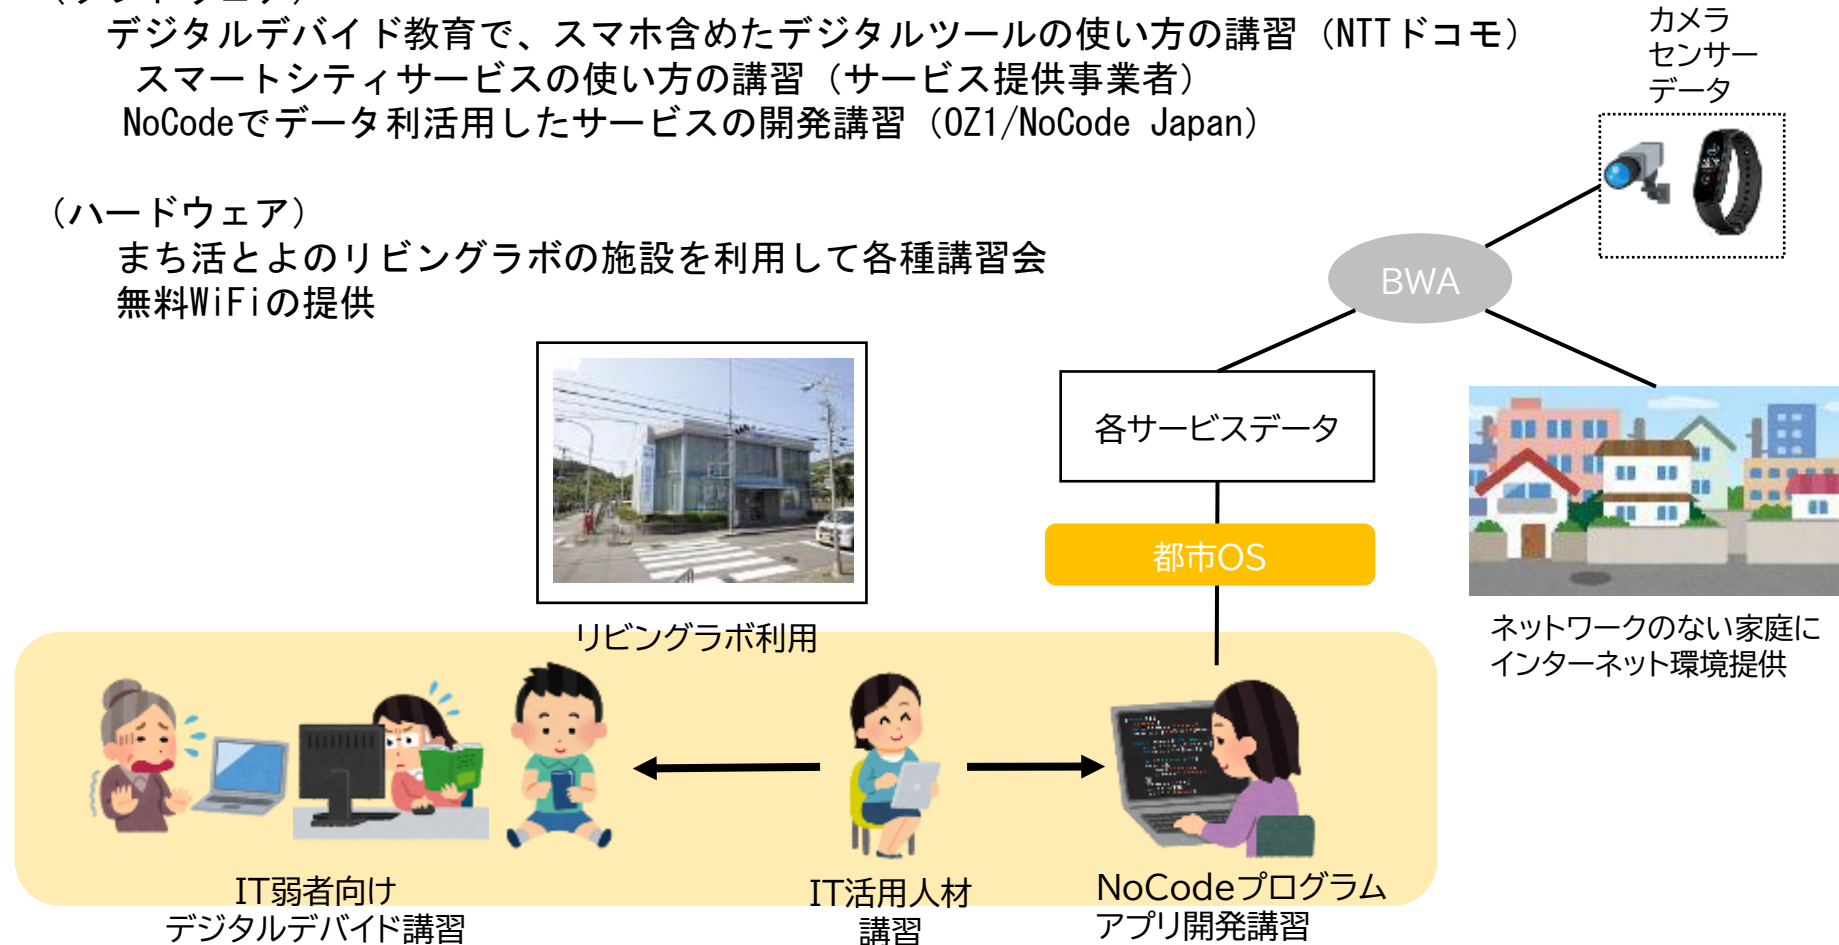 デジタルデバイド教育で、スマホ含めたデジタルツールの使い方の講習（NTTドコモ）
スマートシティサービスの使い方の講習（サービス提供事業者）
NoCodeでデータ利活用したサービスの開発講習（OZ1/NoCode Japan）
（ハードウェア）
まち活とよのリビングラボの施設を利用して各種講習会
無料WiFiの提供
カメラ
センサー
データ
BWA
各サービスデータ
都市OS
ネットワークのない家庭に
インターネット環境提供
リビングラボ利用
IT弱者向け
デジタルデバイド講習
IT活用人材
講習
NoCodeプログラム
アプリ開発講習